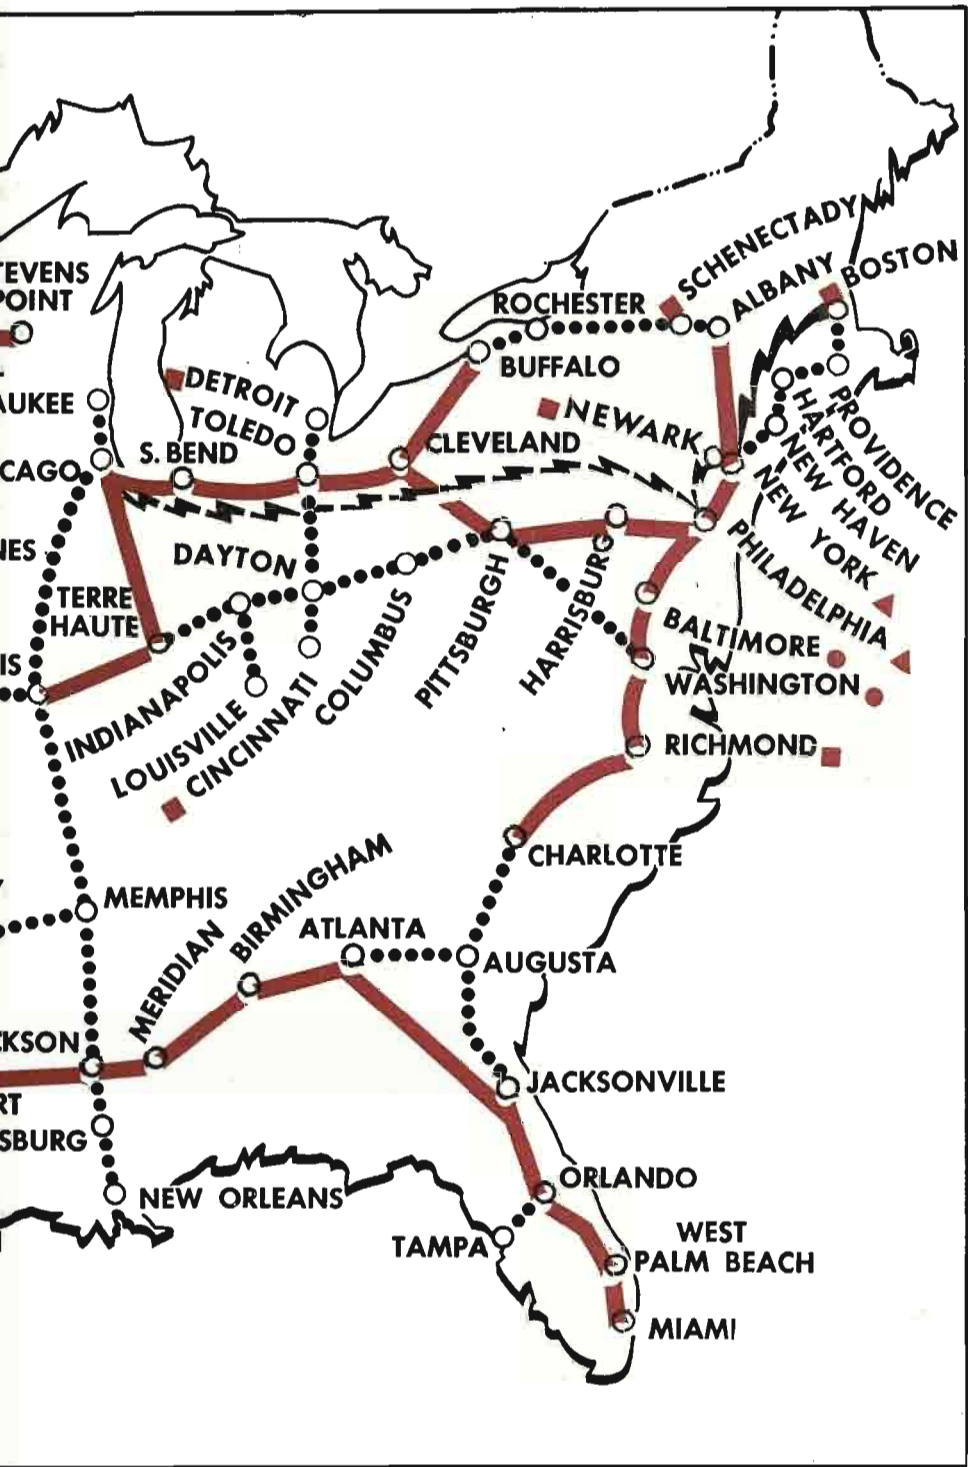 TEVENS
POINT
SCHENECTADY
ALBANY
BOSTON
ROCHESTER
BUFFALO
DETROIT
TOLEDO
NEWARK
AUKEE
S. BEND
CLEVELAND
CAGO
PROVIDENCE
HARTFORD
NEW HAVEN
NEW YORK
PHILADELPHIA
NES
DAYTON
TERRE
HAUTE
BALTIMORE
IS
WASHINGTON
INDIANAPOLIS
LOUISVILLE
CINCINNATI
COLUMBUS
PITTSBURGH
HARRISBURG
RICHMOND
CHARLOTTE
MEMPHIS
MERIDIAN
BIRMINGHAM
ATLANTA
AUGUSTA
CKSON
JACKSONVILLE
RT
SBURG
NEW ORLEANS
ORLANDO
TAMPA
WEST
PALM BEACH
MIAMI